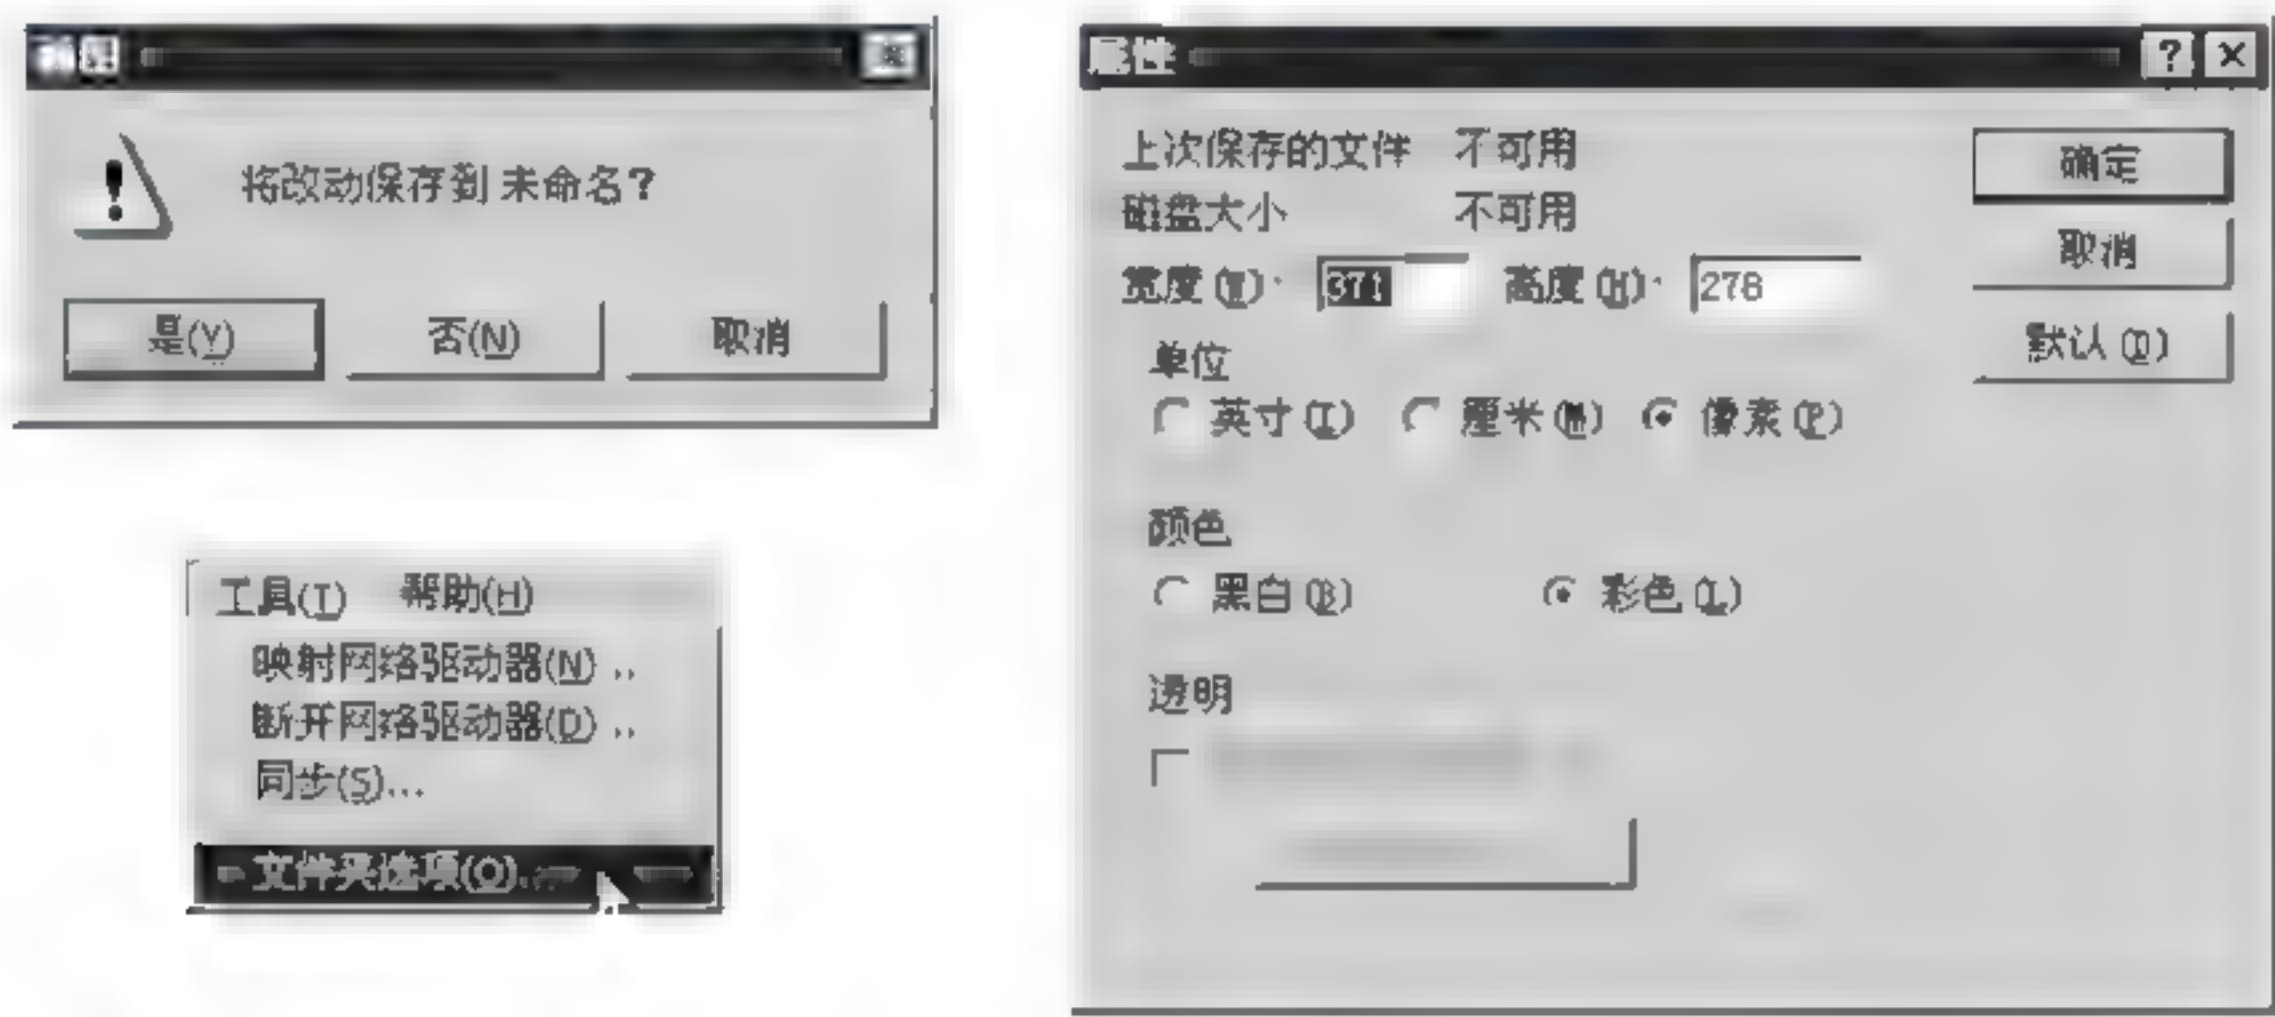 画图
将改动保存到 未命名?
是(Y) 否(N) 取消
工具(T) 帮助(H)
映射网络驱动器(N)..
断开网络驱动器(D)..
同步(S)...
文件夹选项(O)...
属性
上次保存的文件 不可用
磁盘大小 不可用
宽度(W): 371 高度(H): 278
单位
英寸(I) 厘米(M) 像素(P)
颜色
黑白(B) 彩色(L)
透明
确定
取消
默认(D)